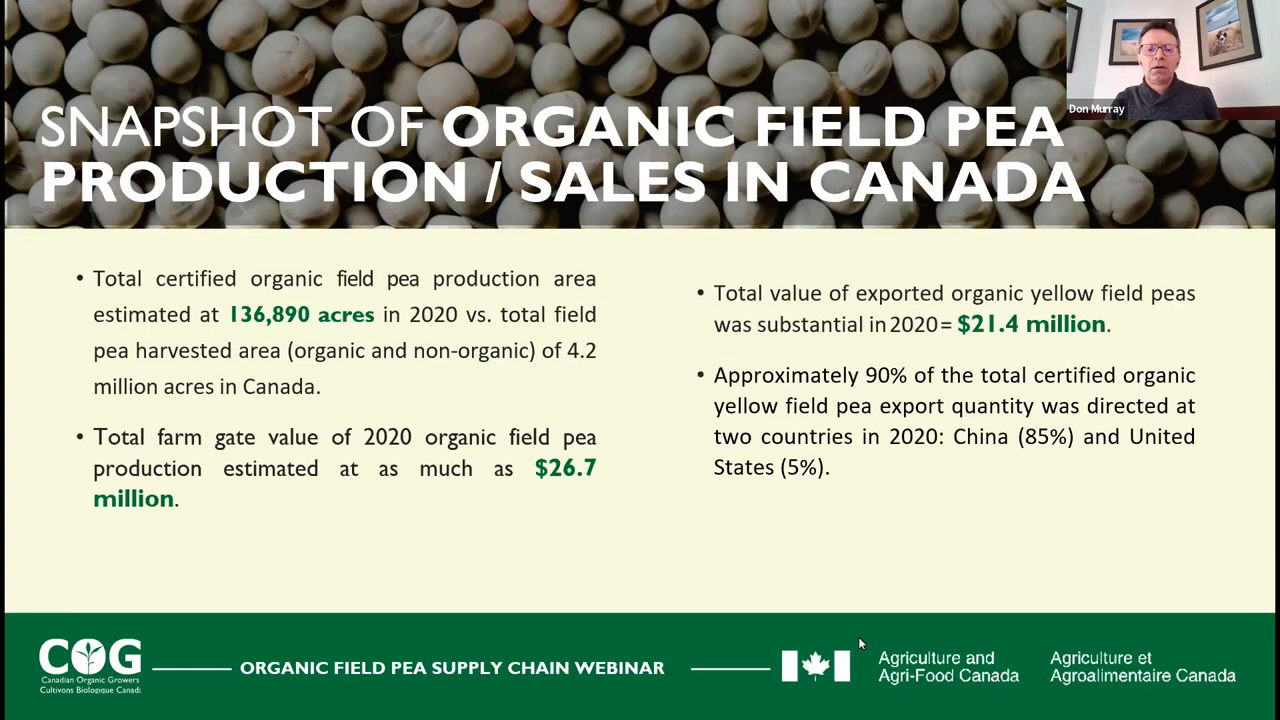 Don Murray
SNAPSHOT OF ORGANIC FIELD PEA
PRODUCTION / SALES IN CANADA
• Total certified organic field pea production area
estimated at 136,890 acres in 2020 vs. total field
pea harvested area (organic and non-organic) of 4.2
million acres in Canada.
• Total farm gate value of 2020 organic field pea
production estimated at as much as $26.7
million.
• Total value of exported organic yellow field peas
was substantial in 2020 = $21.4 million.
• Approximately 90% of the total certified organic
yellow field pea export quantity was directed at
two countries in 2020: China (85%) and United
States (5%).
COG
Canadian Organic Growers
Cultivons Biologique Canada
ORGANIC FIELD PEA SUPPLY CHAIN WEBINAR
Agriculture and
Agri-Food Canada
Agriculture et
Agroalimentaire Canada